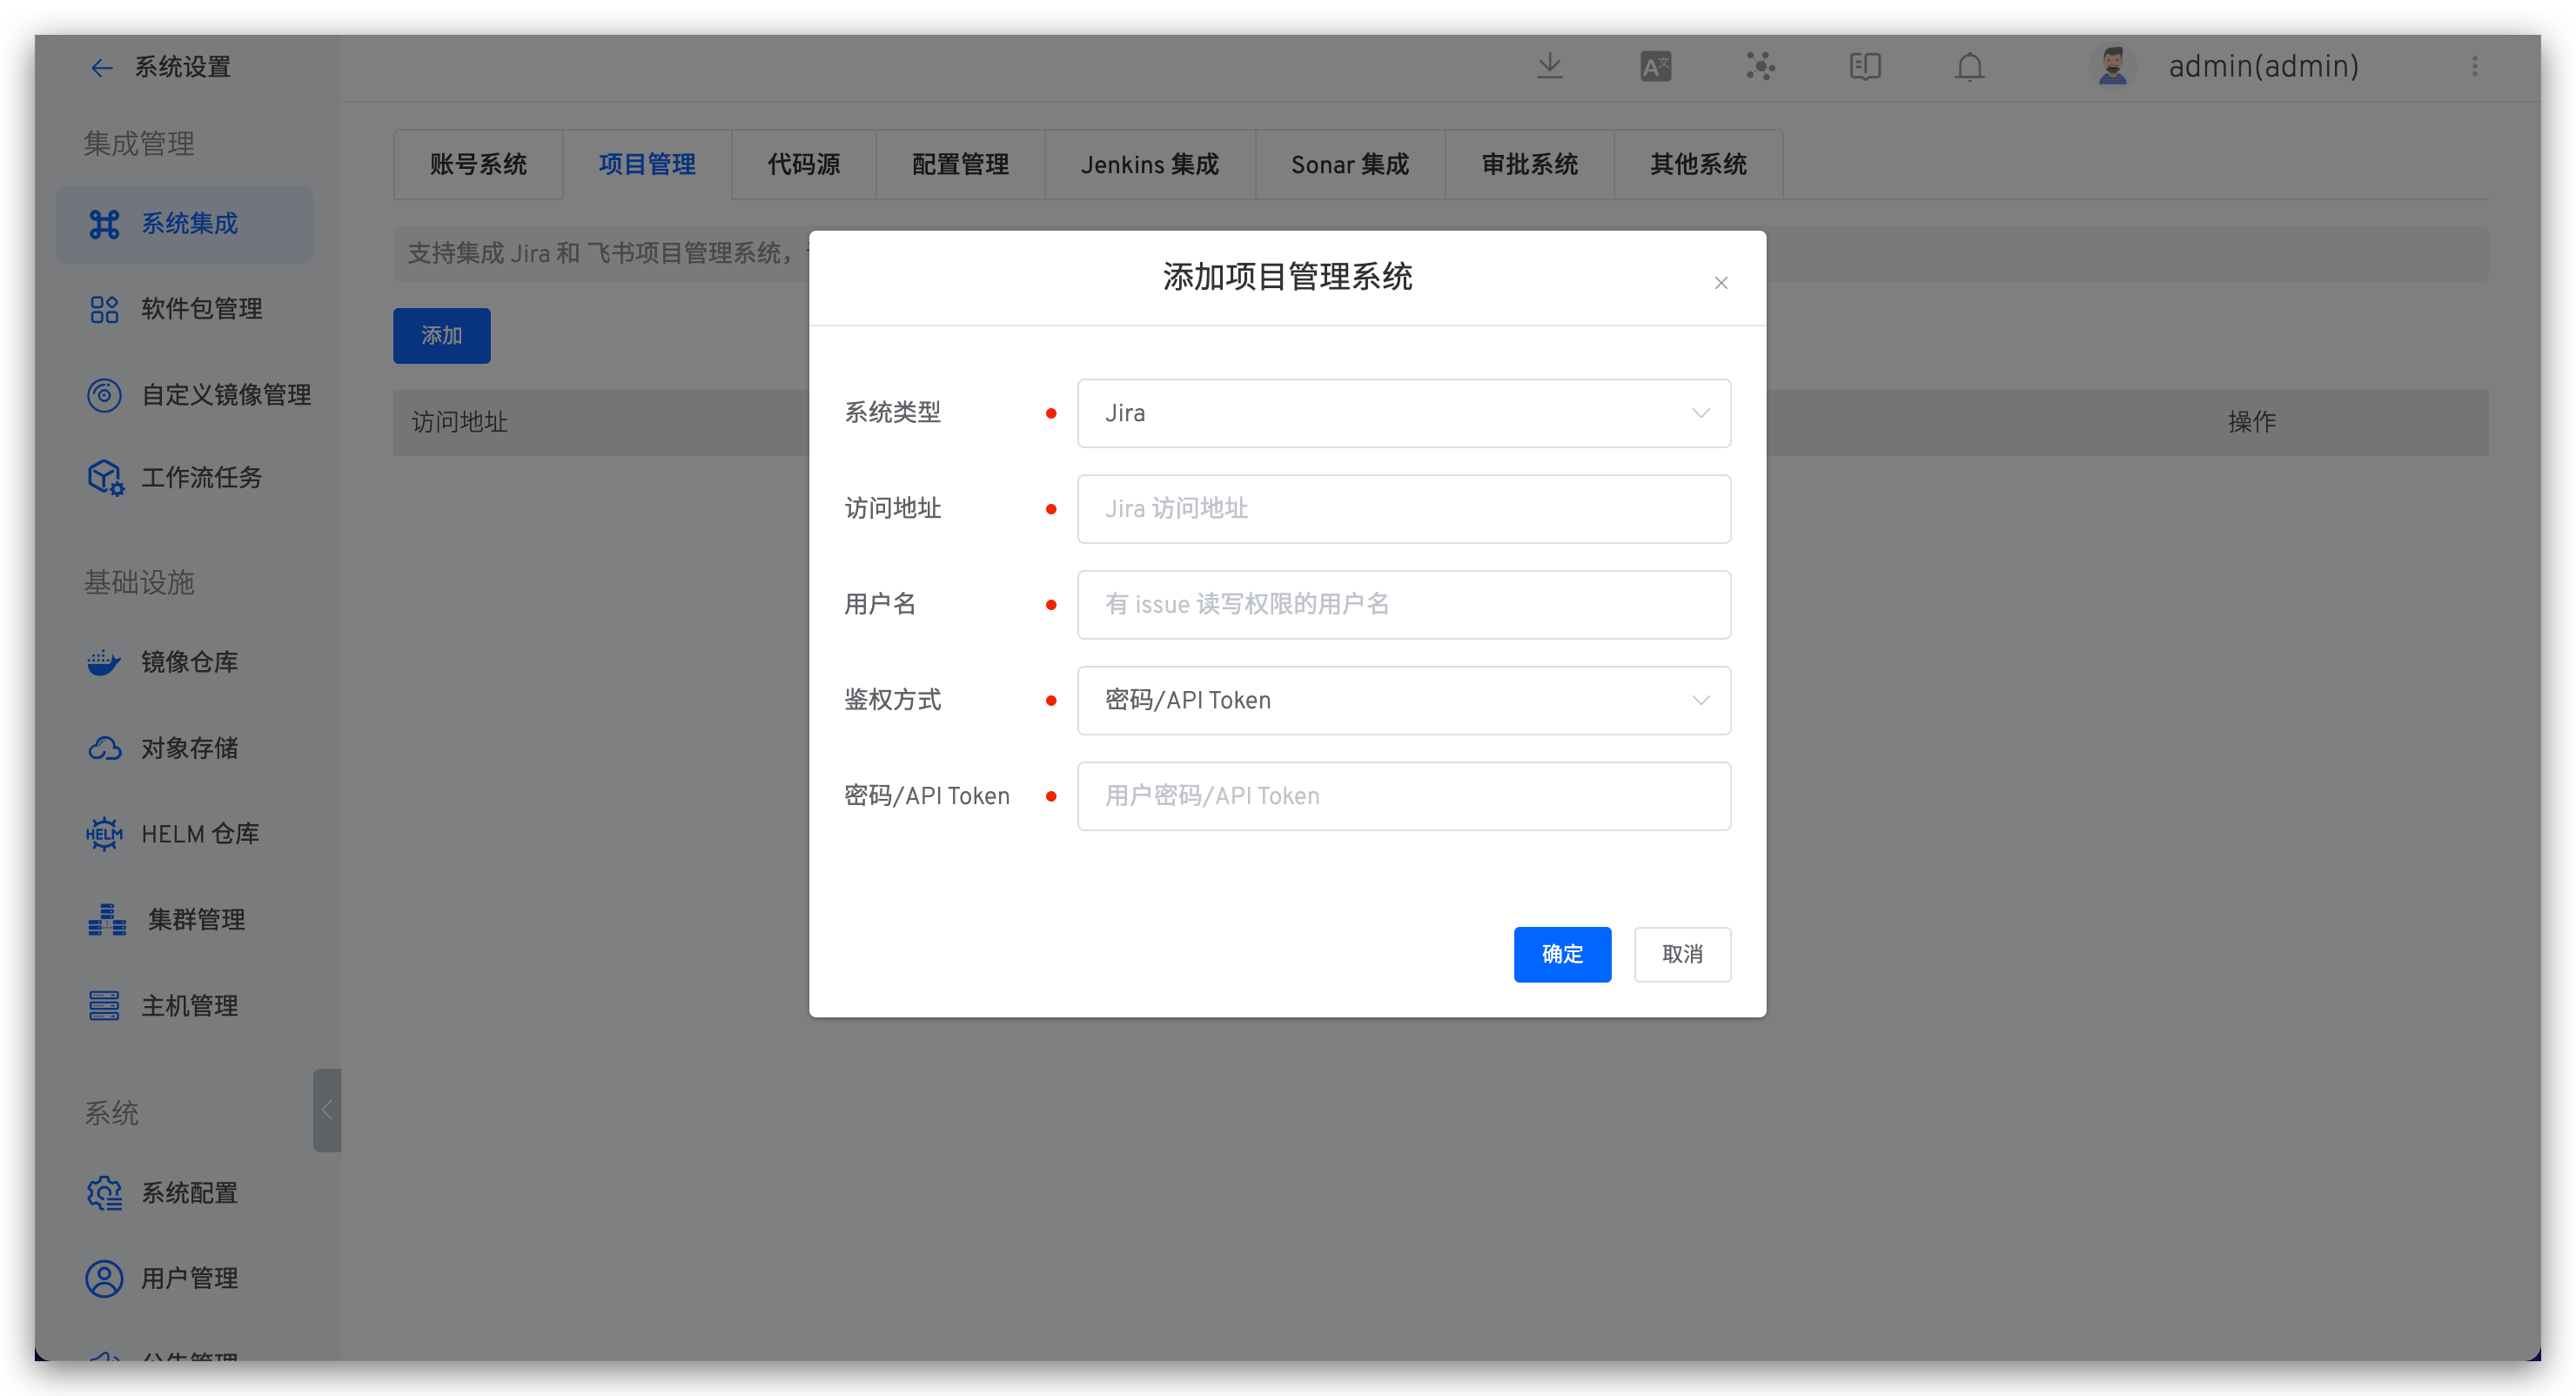 系统设置
admin(admin)
集成管理
系统集成
软件包管理
自定义镜像管理
工作流任务
基础设施
镜像仓库
对象存储
HELM 仓库
集群管理
主机管理
系统
系统配置
用户管理
公告管理
账号系统 项目管理 代码源 配置管理 Jenkins 集成 Sonar 集成 审批系统 其他系统
支持集成 Jira 和 飞书项目管理系统，
添加
访问地址 操作
添加项目管理系统
系统类型 Jira
访问地址 Jira 访问地址
用户名 有 issue 读写权限的用户名
鉴权方式 密码/API Token
密码/API Token 用户密码/API Token
确定 取消